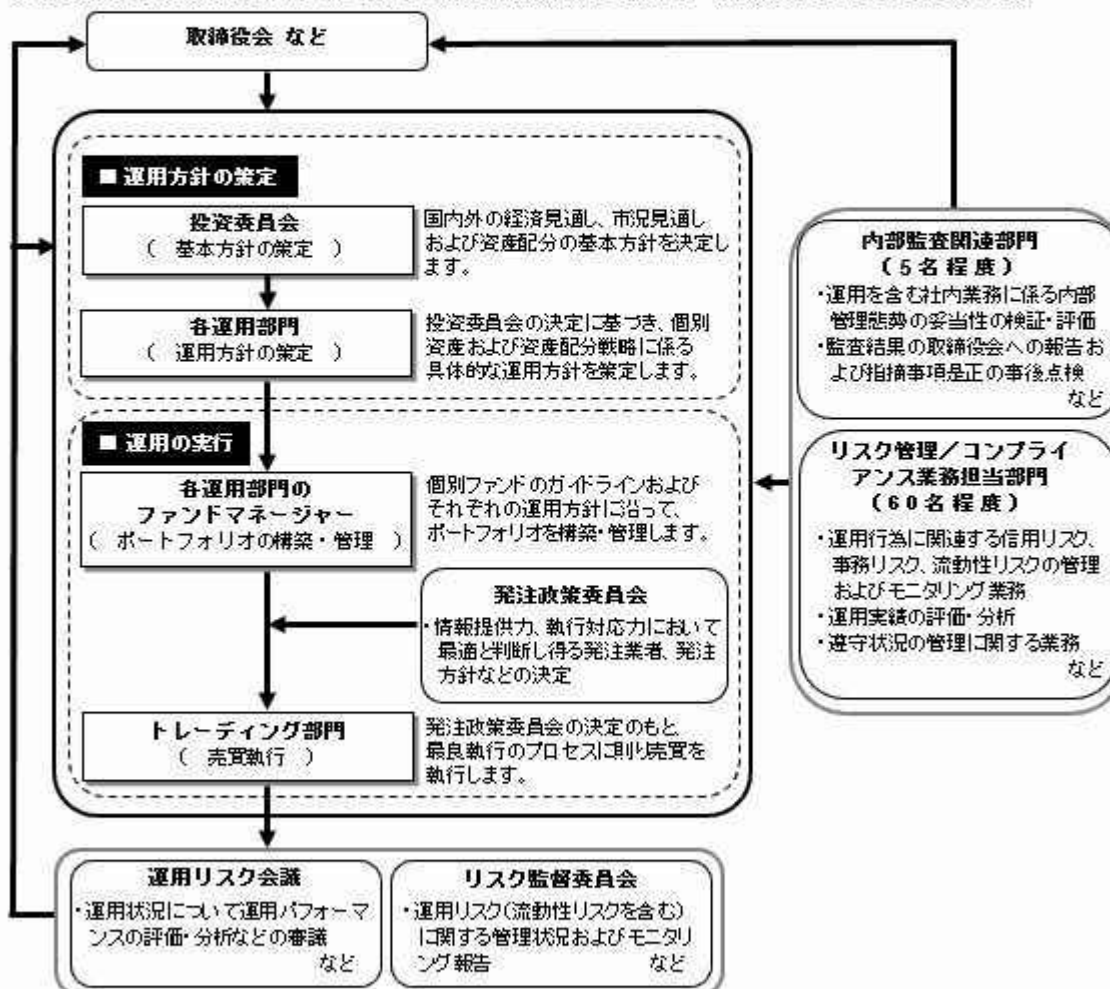 取締役会 など
■ 運用方針の策定
投資委員会
( 基本方針の策定 )
国内外の経済見通し、市況見通し
および資産配分の基本方針を決定し
ます。
各運用部門
( 運用方針の策定 )
投資委員会の決定に基づき、個別
資産および資産配分戦略に係る
具体的な運用方針を策定します。
■ 運用の実行
各運用部門の
ファンドマネージャー
( ポートフォリオの構築・管理 )
個別ファンドのガイドラインおよび
それぞれの運用方針に沿って、
ポートフォリオを構築・管理します。
発注政策委員会
・情報提供力、執行対応力において
最適と判断し得る発注業者、発注
方針などの決定
トレーディング部門
( 売買執行 )
発注政策委員会の決定のもと、
最良執行のプロセスに則り売買を
執行します。
運用リスク会議
・運用状況について運用パフォーマ
ンスの評価・分析などの審議
など
リスク監督委員会
・運用リスク(流動性リスクを含む)
に関する管理状況およびモニタリ
ング報告 など
内部監査関連部門
(5名程度)
・運用を含む社内業務に係る内部
管理態勢の妥当性の検証・評価
・監査結果の取締役会への報告お
よび指摘事項是正の事後点検
など
リスク管理/コンプライ
アンス業務担当部門
(60名程度)
・運用行為に関連する信用リスク、
事務リスク、流動性リスクの管理
およびモニタリング業務
・運用実績の評価・分析
・遵守状況の管理に関する業務
など